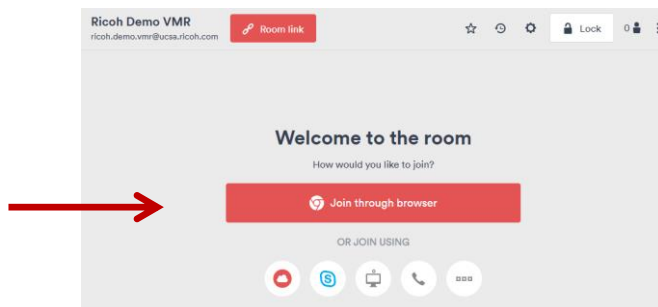 Ricoh Demo VMR
ricoh.demo.vmr@ucsa.ricoh.com
Room link
Lock
0
Welcome to the room
How would you like to join?
Join through browser
OR JOIN USING